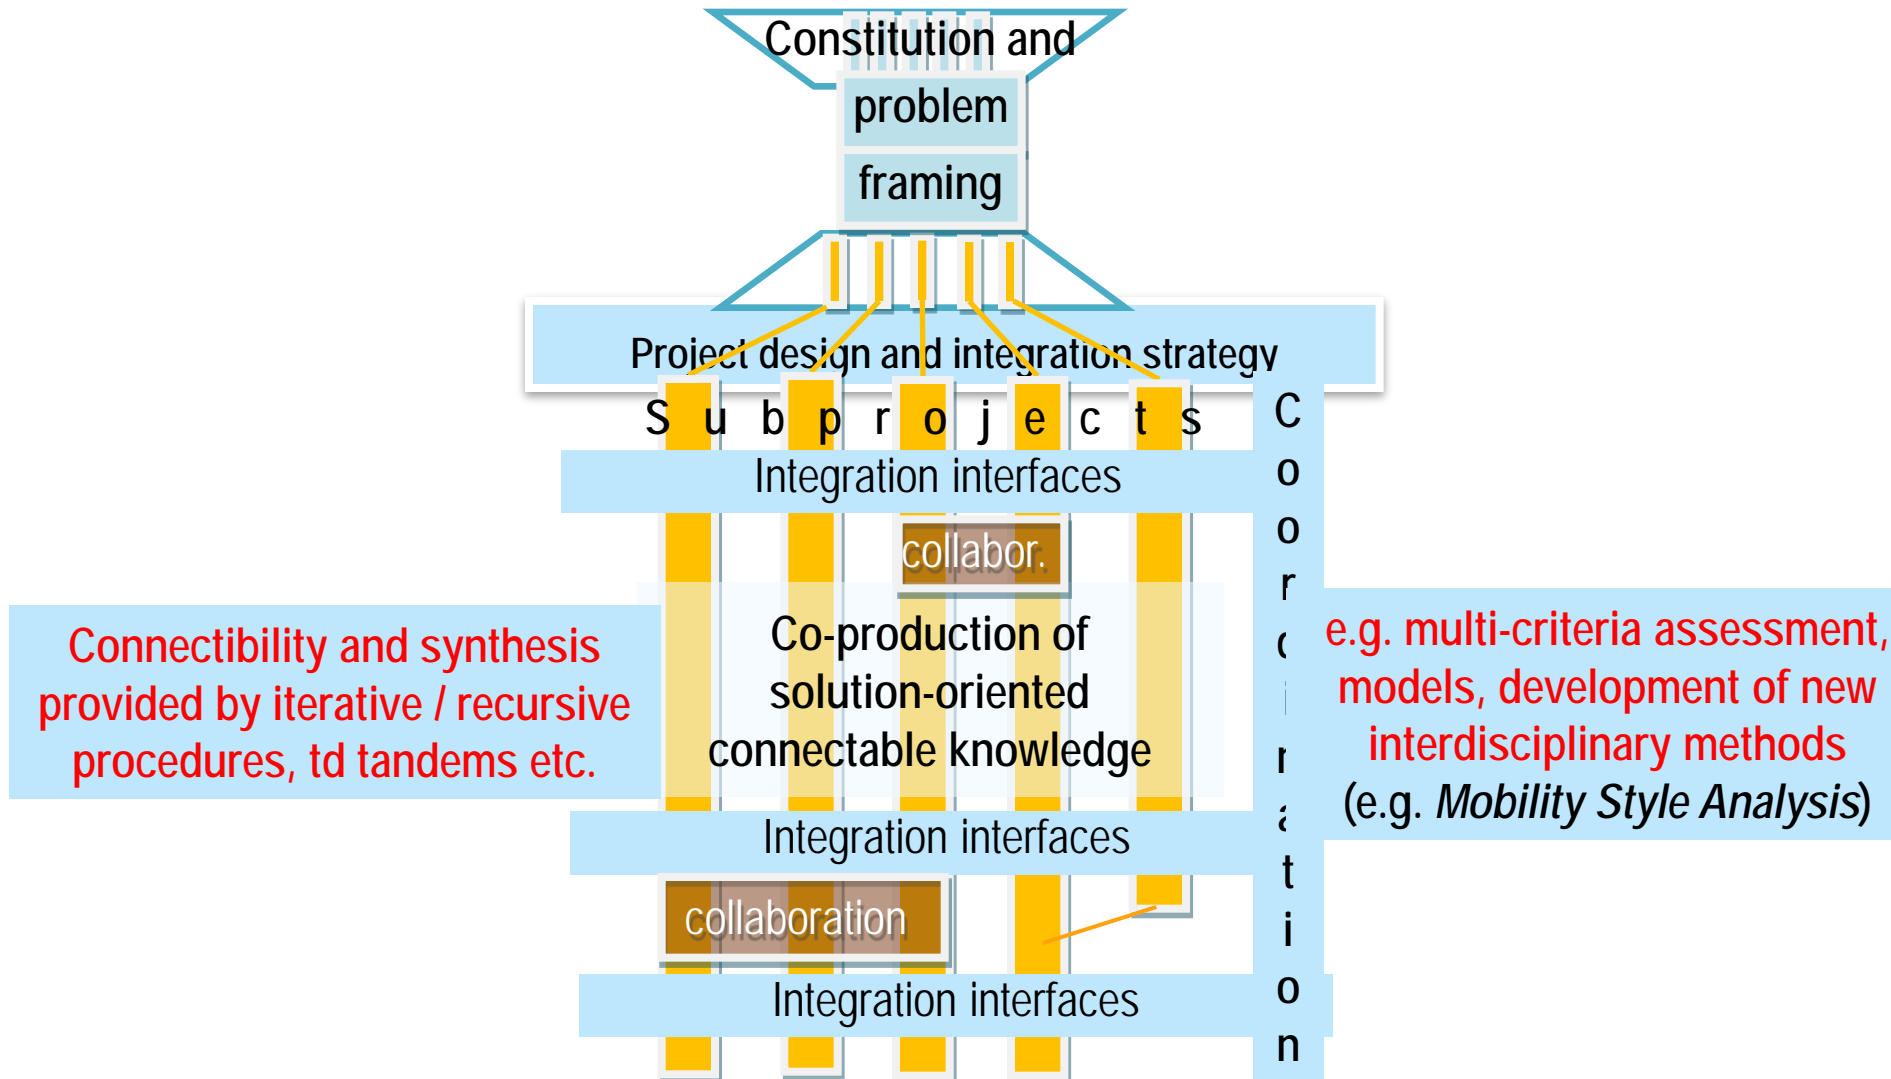 Constitution and
problem
framing
Project design and integration strategy
Subprojects
Integration interfaces
collabor.
Connectibility and synthesis
provided by iterative / recursive
procedures, td tandems etc.
Co-production of
solution-oriented
connectable knowledge
Coordination
e.g. multi-criteria assessment,
models, development of new
interdisciplinary methods
(e.g. Mobility Style Analysis)
Integration interfaces
collaboration
Integration interfaces